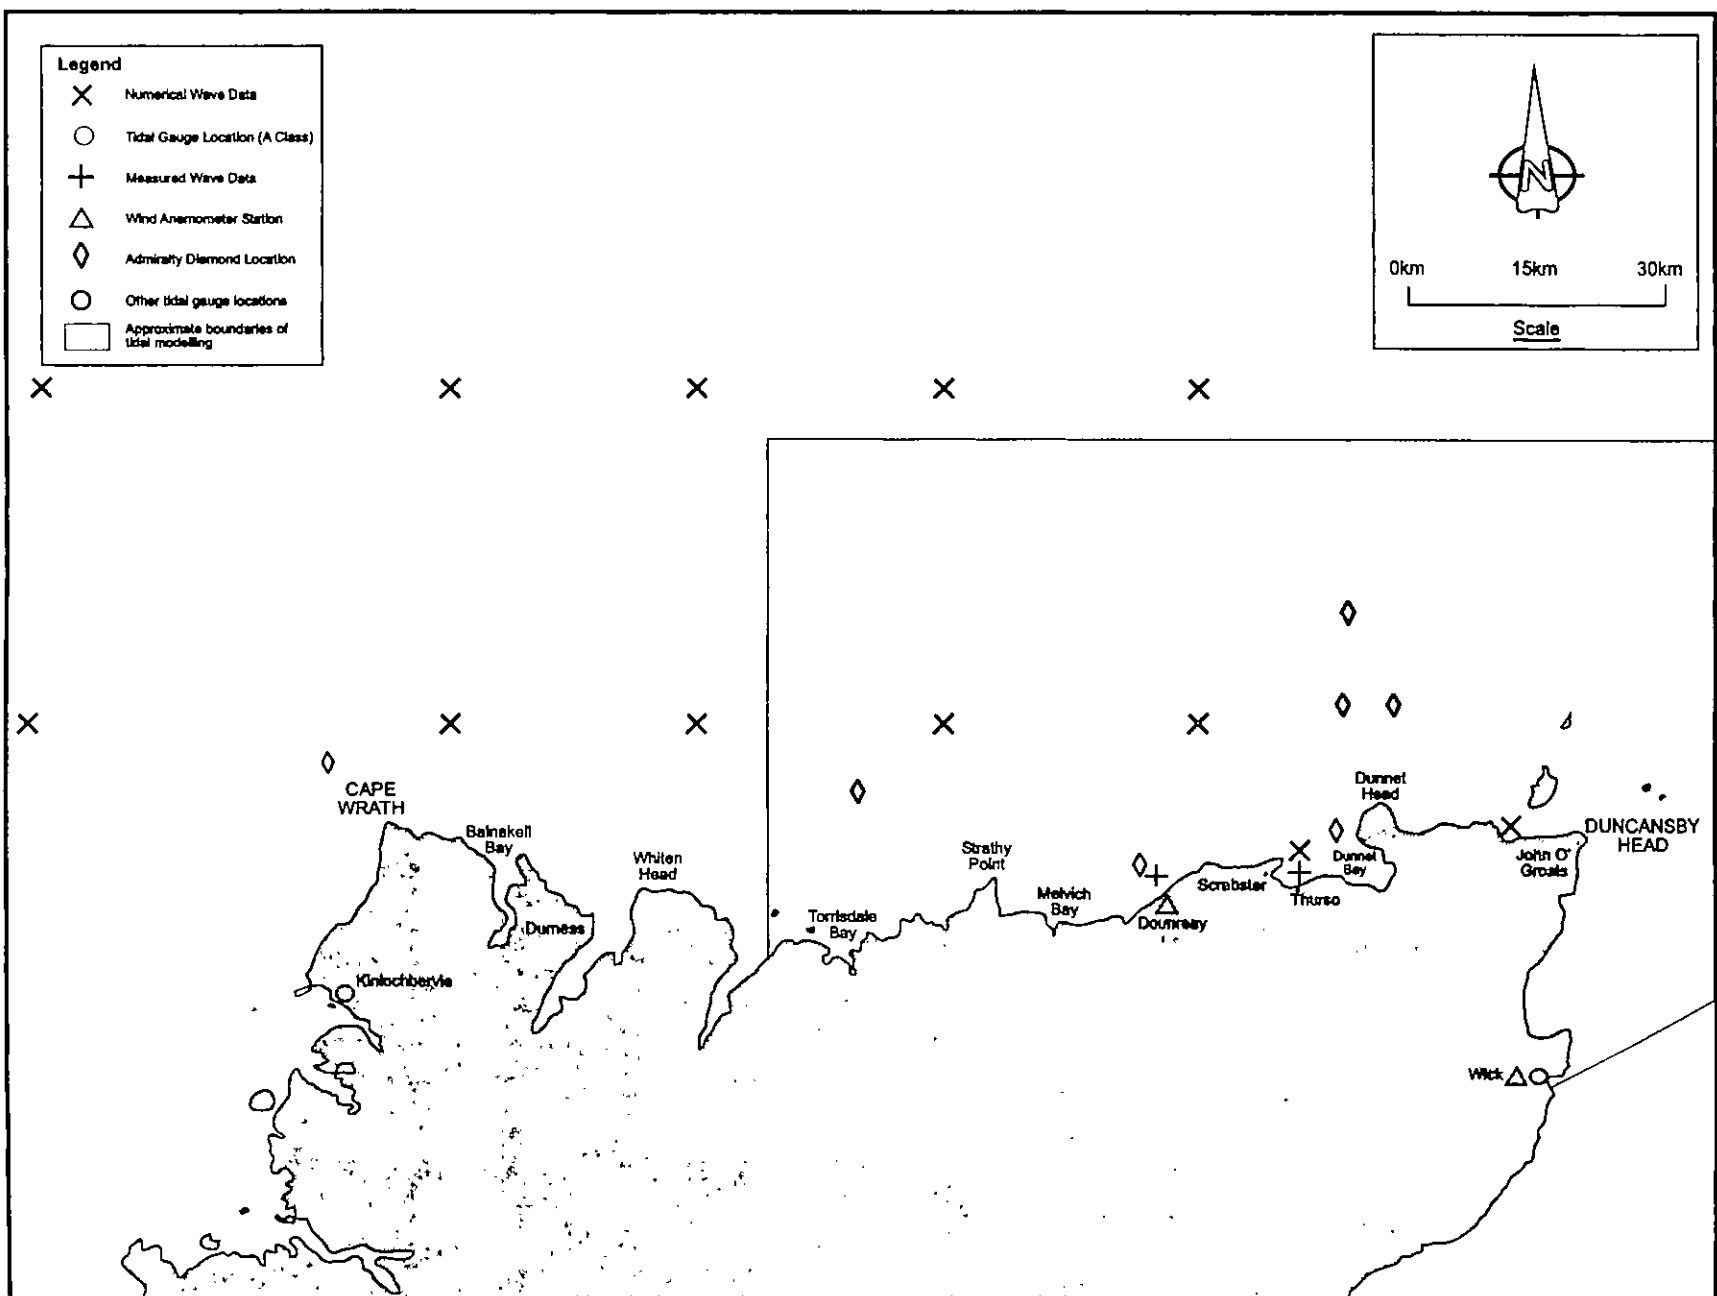 Legend
Numerical Wave Data
Tidal Gauge Location (A Class)
Measured Wave Data
Wind Anemometer Station
Admiralty Diamond Location
Other tidal gauge locations
Approximate boundaries of
tidal modelling
N
0km 15km 30km
Scale
CAPE
WRATH
Balnakeil
Bay
Durness
Whiten
Head
Kinlochbervie
Torrisdale
Bay
Strathy
Point
Melvich
Bay
Dounreay
Scrabster
Thurso
Dunnet
Bay
Dunnet
Head
John O'
Groats
DUNCANSBY
HEAD
Wick